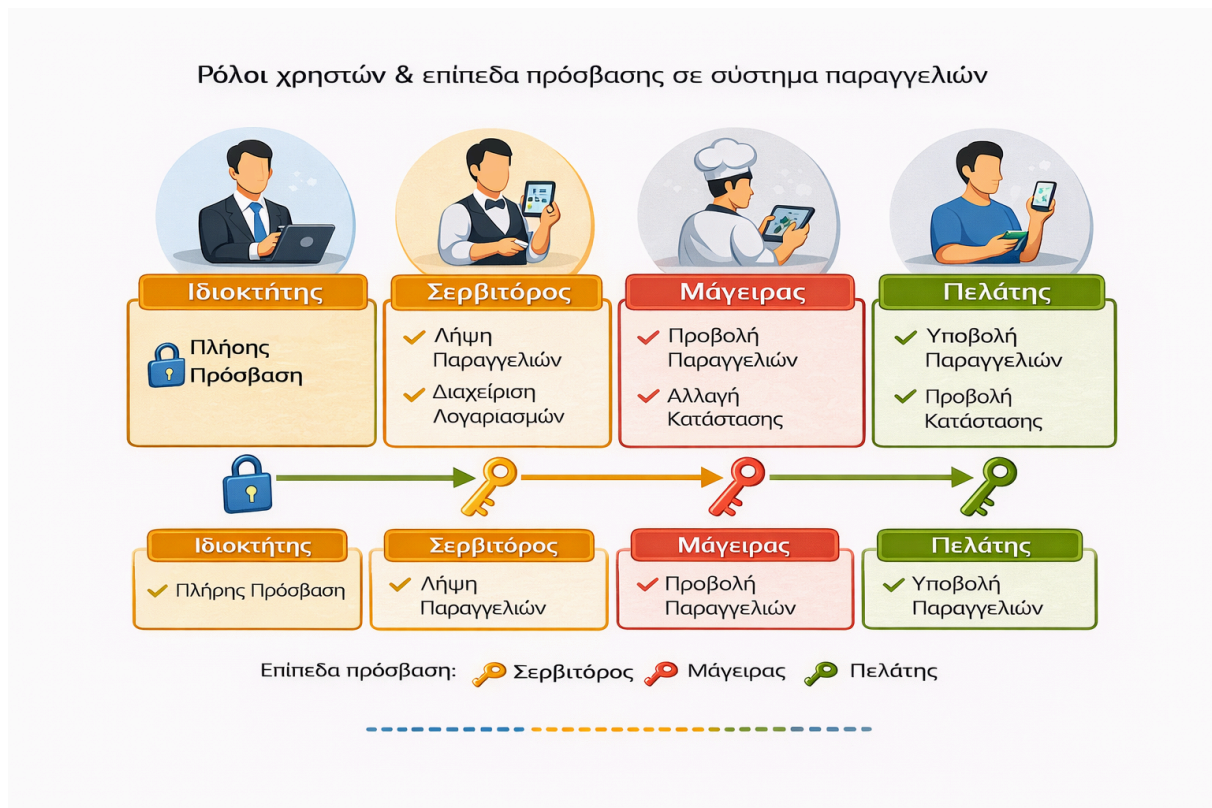 Ρόλοι χρηστών & επίπεδα πρόσβασης σε σύστημα παραγγελιών
Ιδιοκτήτης
Πλήοης
Πρόσβαση
Σερβιτόρος
Λήψη
Παραγγελιών
Διαχείριση
Λογαριασμών
Μάγειρας
Προβολή
Παραγγελιών
Αλλαγή
Κατάστασης
Πελάτης
Υποβολή
Παραγγελιών
Προβολή
Κατάστασης
Ιδιοκτήτης
Πλήρης Πρόσβαση
Σερβιτόρος
Λήψη
Παραγγελιών
Μάγειρας
Προβολή
Παραγγελιών
Πελάτης
Υποβολή
Παραγγελιών
Επίπεδα πρόσβαση: Σερβιτόρος Μάγειρας Πελάτης